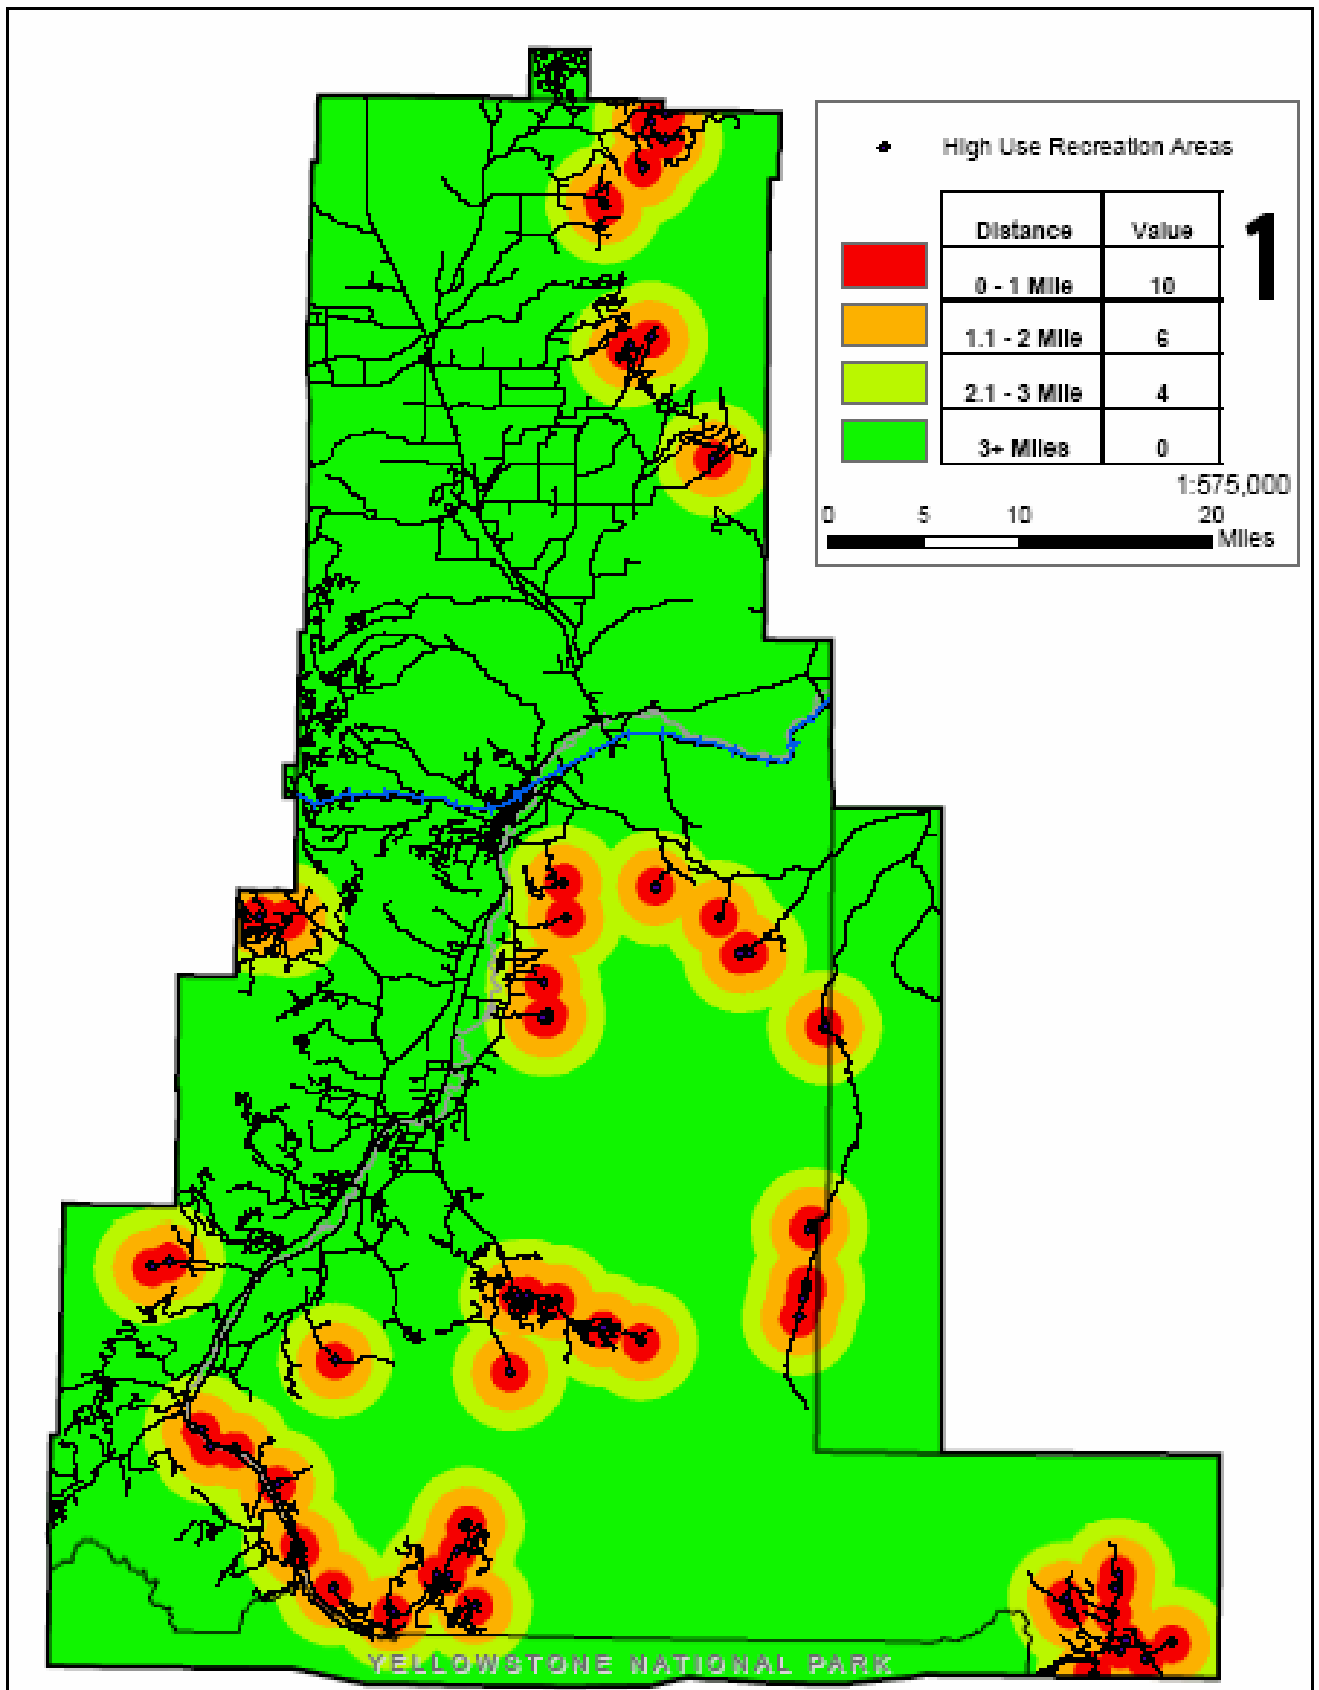 High Use Recreation Areas
1
Distance Value
0 - 1 Mile 10
1.1 - 2 Mile 6
2.1 - 3 Mile 4
3+ Miles 0
1:575,000
0 5 10 20
Miles
YELLOWSTONE NATIONAL PARK